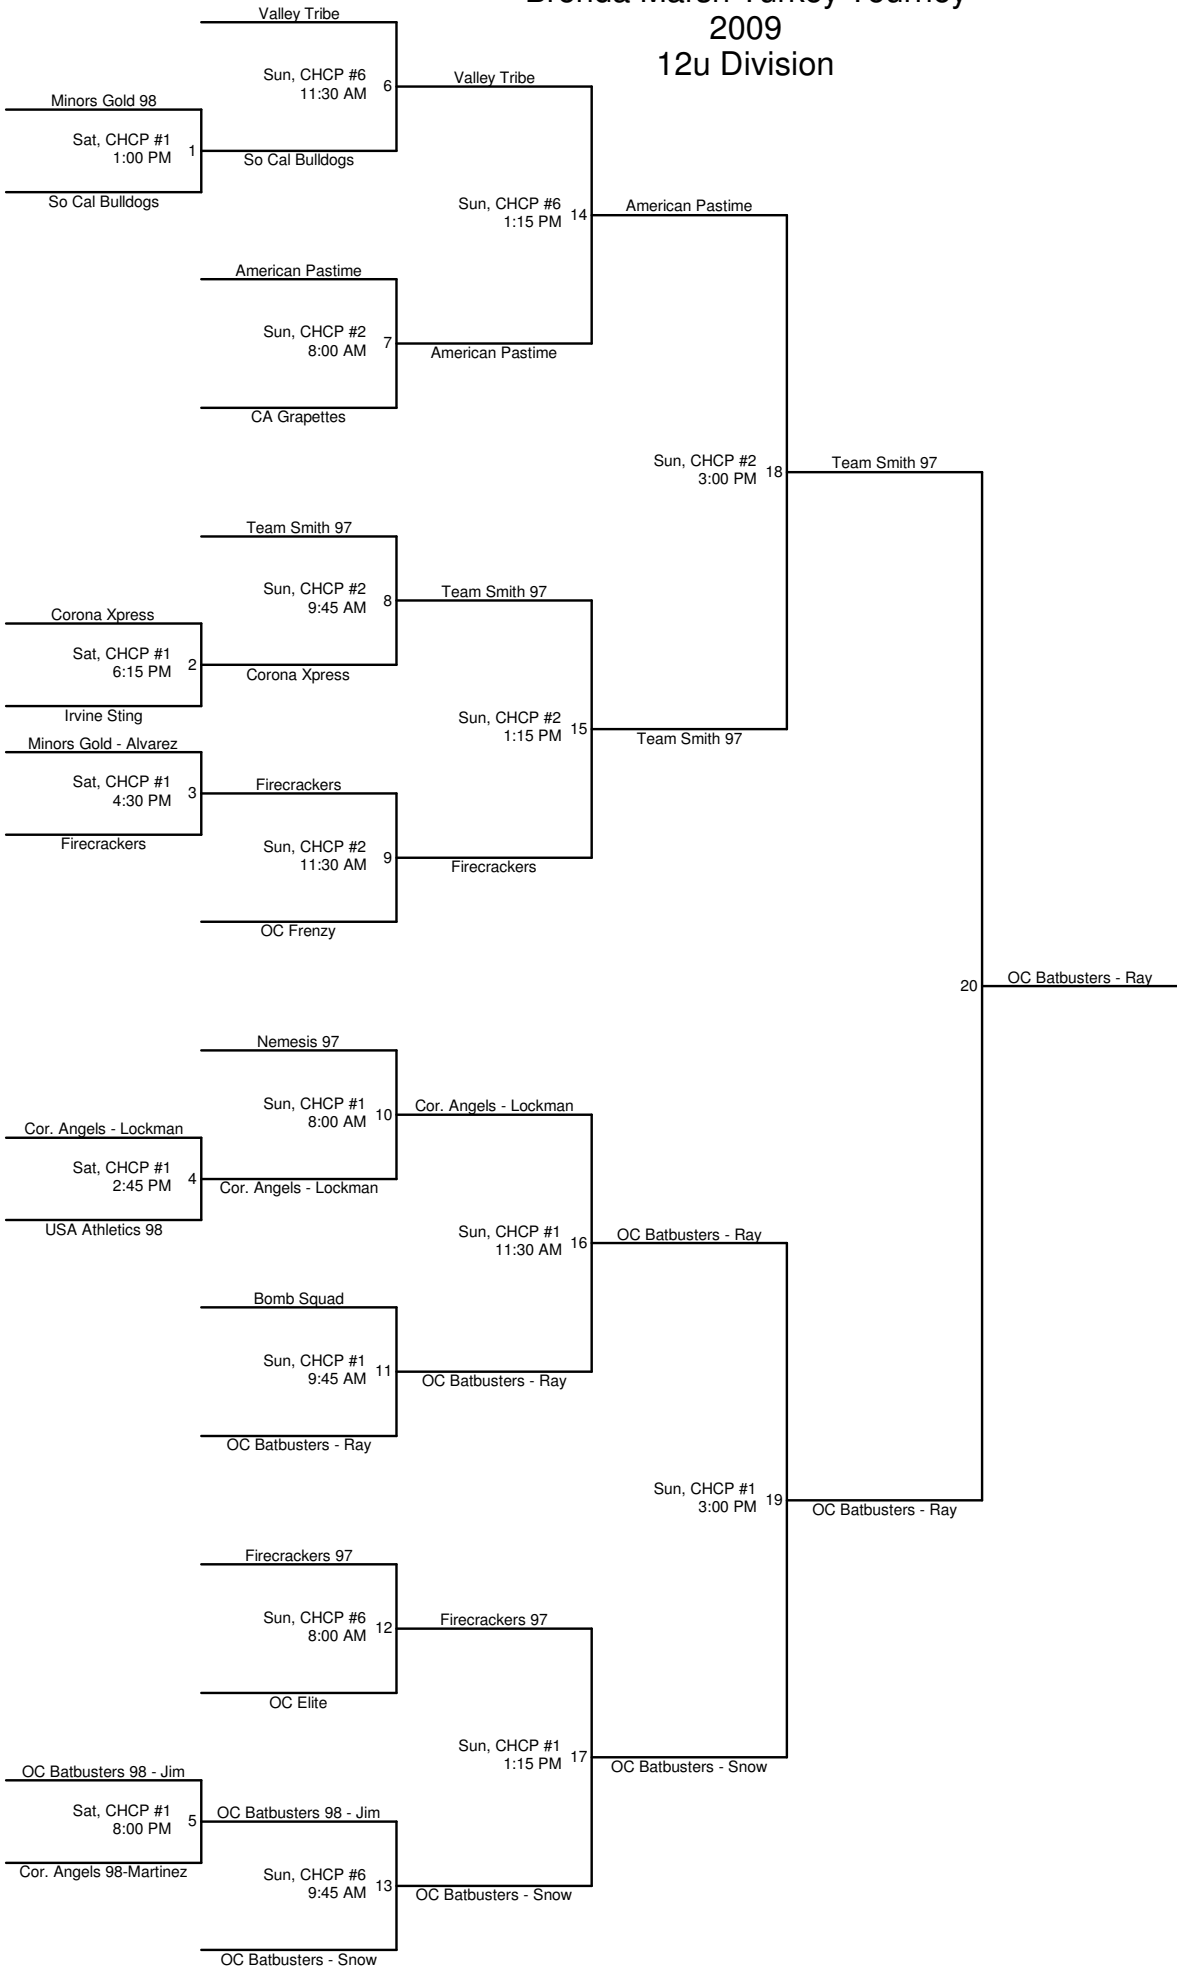 Brenda Marsh Turkey Tourney
2009
12u Division
Valley Tribe
Sun, CHCP #6
11:30 AM
6
Valley Tribe
Minors Gold 98
Sat, CHCP #1
1:00 PM
1
So Cal Bulldogs
So Cal Bulldogs
Sun, CHCP #6
1:15 PM
14
American Pastime
American Pastime
Sun, CHCP #2
8:00 AM
7
American Pastime
CA Grapettes
Sun, CHCP #2
3:00 PM
18
Team Smith 97
Team Smith 97
Sun, CHCP #2
9:45 AM
8
Team Smith 97
Corona Xpress
Sat, CHCP #1
6:15 PM
2
Corona Xpress
Irvine Sting
Sun, CHCP #2
1:15 PM
15
Team Smith 97
Minors Gold - Alvarez
Sat, CHCP #1
4:30 PM
3
Firecrackers
Firecrackers
Sun, CHCP #2
11:30 AM
9
Firecrackers
OC Frenzy
20
OC Batbusters - Ray
Nemesis 97
Sun, CHCP #1
8:00 AM
10
Cor. Angels - Lockman
Cor. Angels - Lockman
Sat, CHCP #1
2:45 PM
4
Cor. Angels - Lockman
USA Athletics 98
Sun, CHCP #1
11:30 AM
16
OC Batbusters - Ray
Bomb Squad
Sun, CHCP #1
9:45 AM
11
OC Batbusters - Ray
OC Batbusters - Ray
Sun, CHCP #1
3:00 PM
19
OC Batbusters - Ray
Firecrackers 97
Sun, CHCP #6
8:00 AM
12
Firecrackers 97
OC Elite
Sun, CHCP #1
1:15 PM
17
OC Batbusters - Snow
OC Batbusters 98 - Jim
Sat, CHCP #1
8:00 PM
5
OC Batbusters 98 - Jim
Cor. Angels 98-Martinez
Sun, CHCP #6
9:45 AM
13
OC Batbusters - Snow
OC Batbusters - Snow